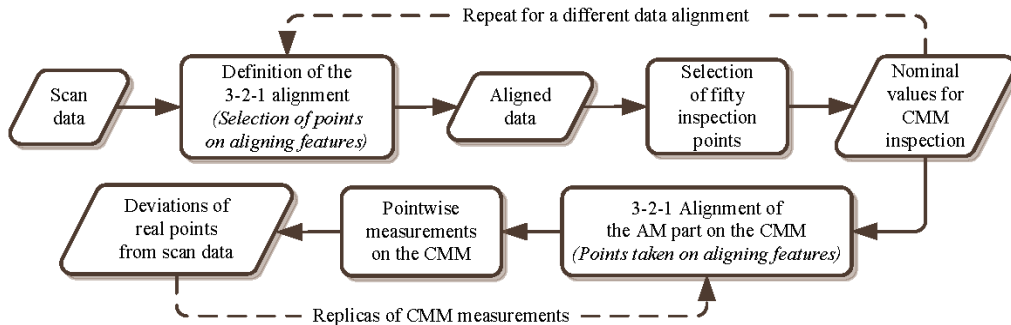 Repeat for a different data alignment
Scan
data
Definition of the
3-2-1 alignment
(Selection of points
on aligning features)
Aligned
data
Selection
of fifty
inspection
points
Nominal
values for
CMM
inspection
Deviations of
real points
from scan data
Pointwise
measurements
on the CMM
3-2-1 Alignment of
the AM part on the CMM
(Points taken on aligning features)
Replicas of CMM measurements